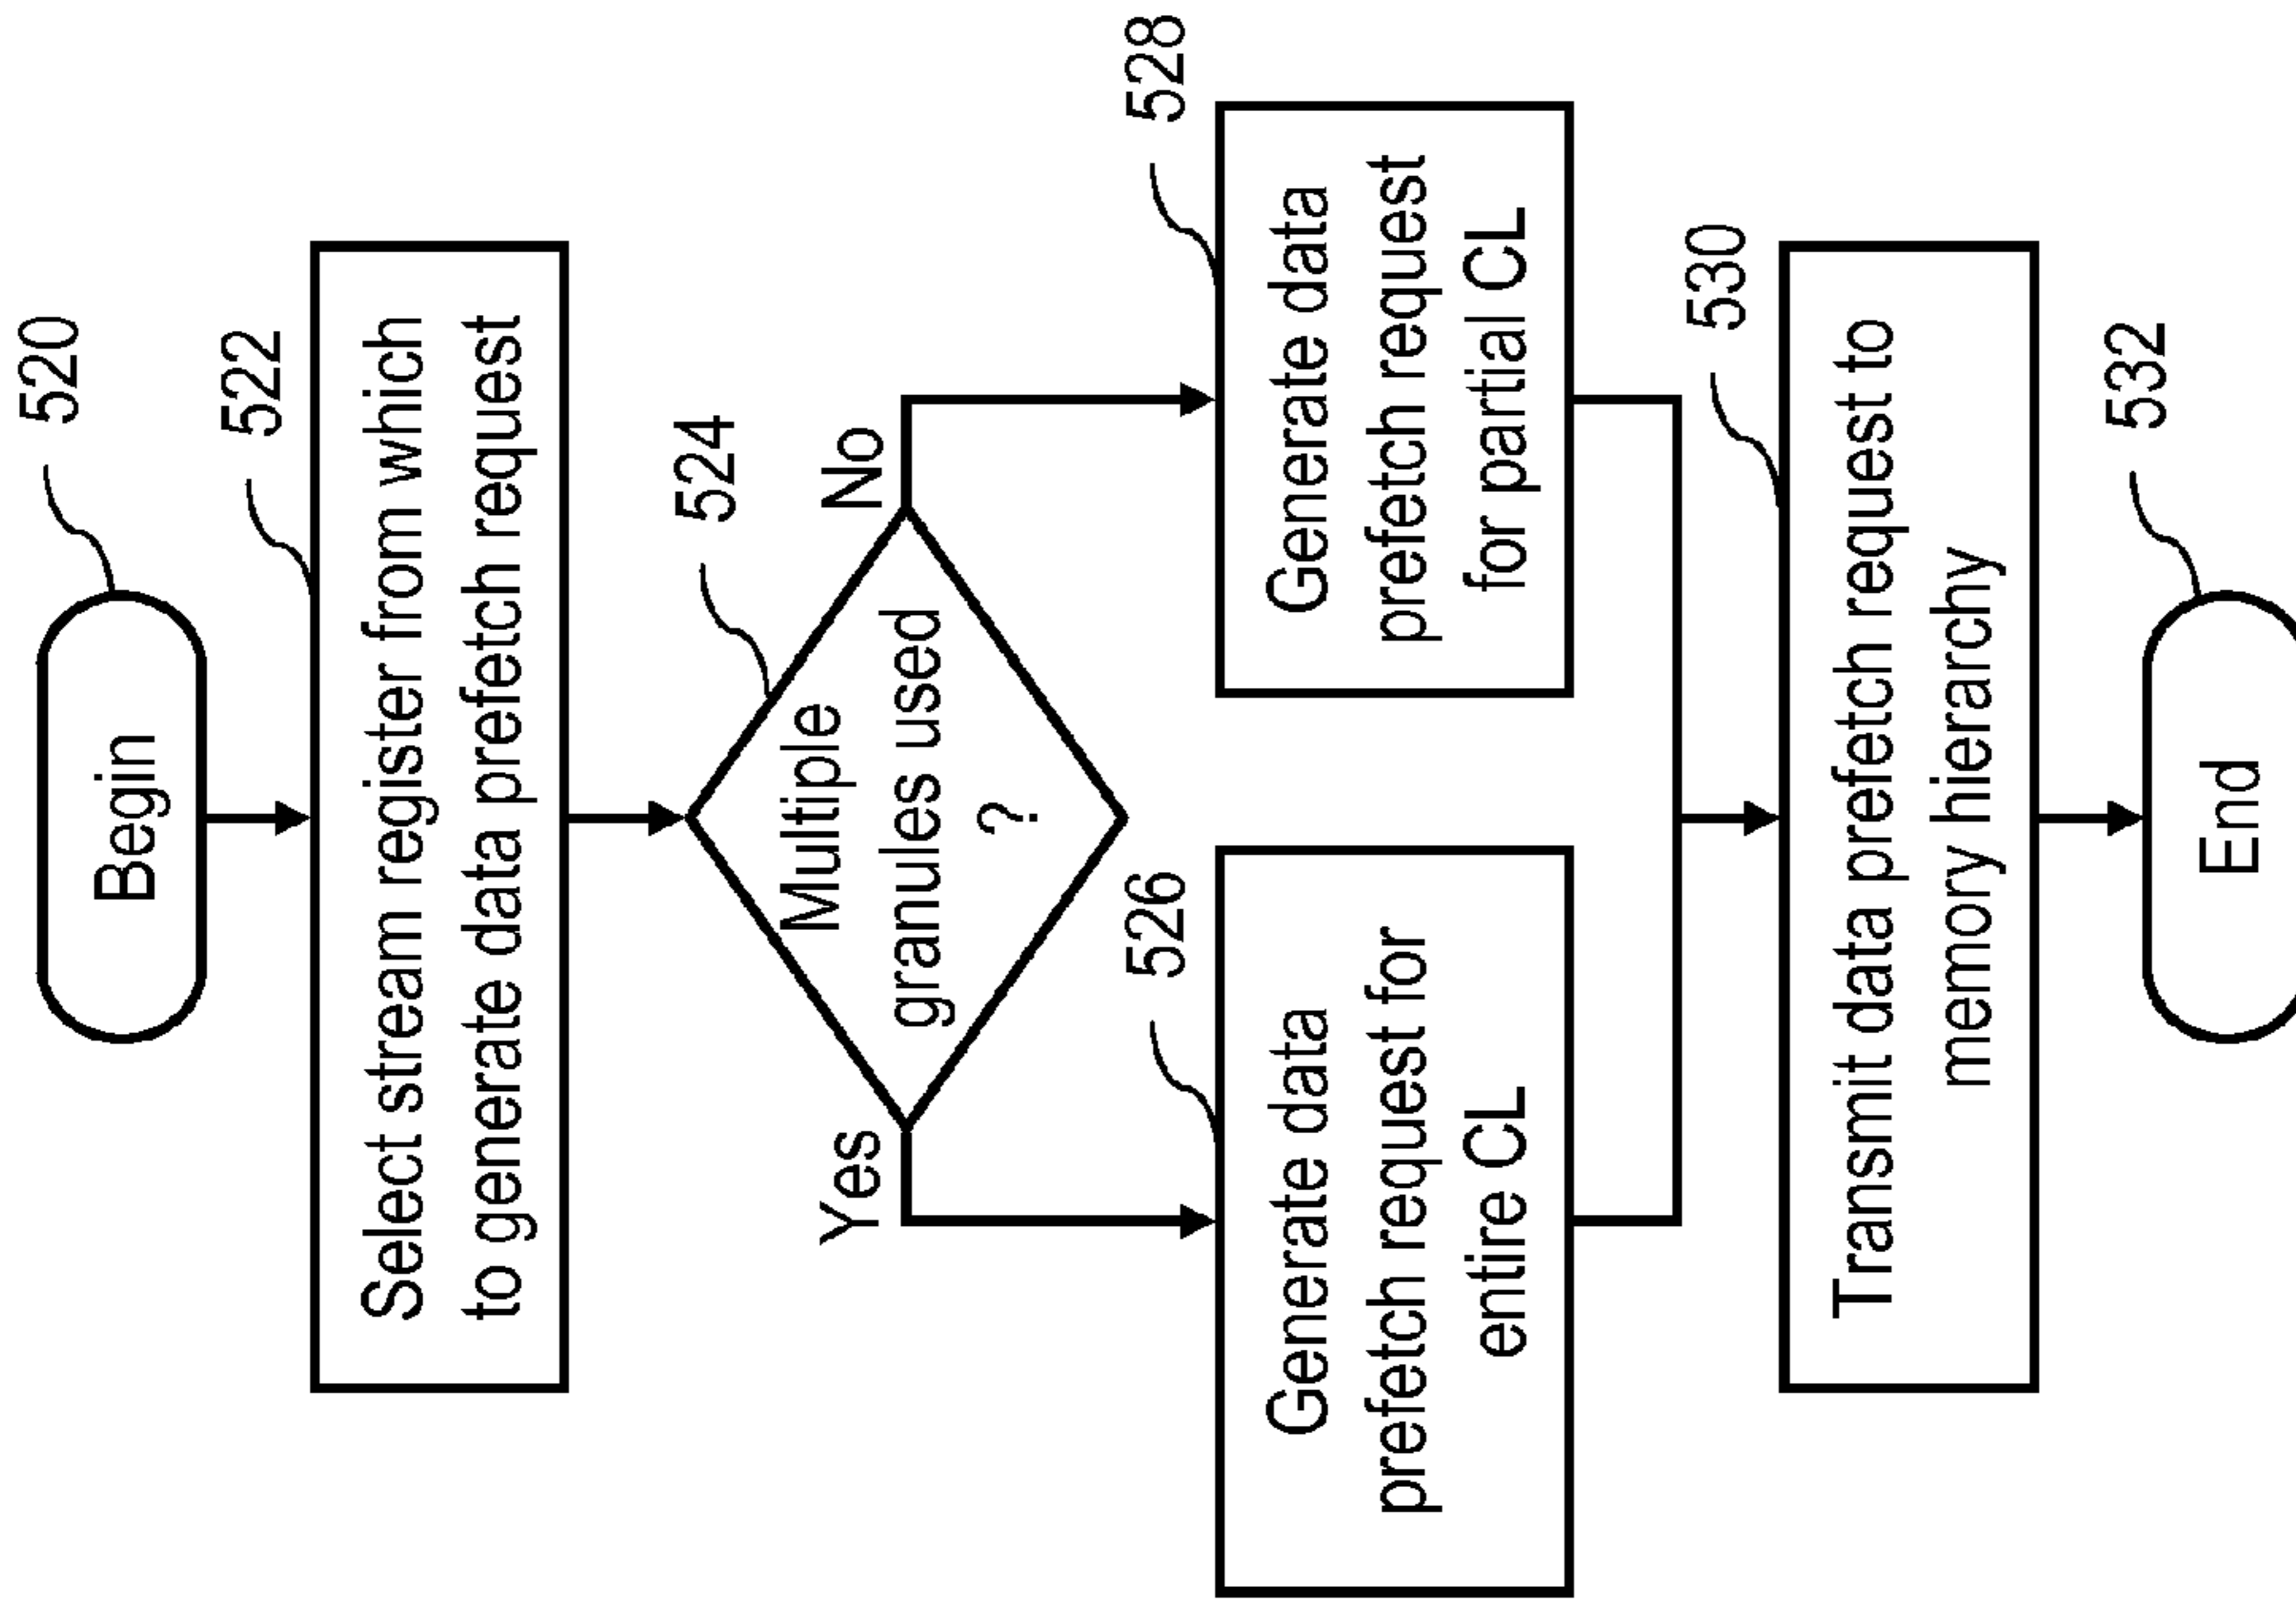 520
Begin
522
Select stream register from which
to generate data prefetch request
524
Multiple
granules used
?
Yes
No
526
Generate data
prefetch request for
entire CL
528
Generate data
prefetch request
for partial CL
530
Transmit data prefetch request to
memory hierarchy
532
End